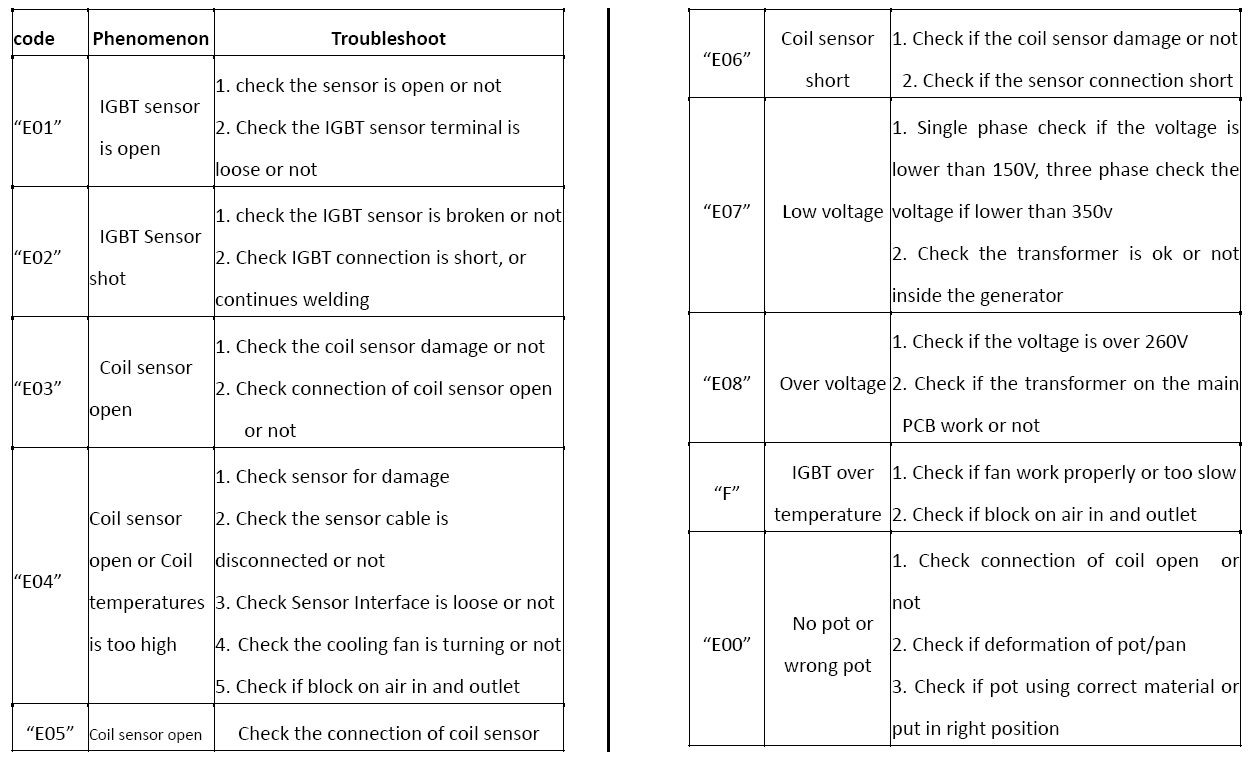 code Phenomenon Troubleshoot
“E01”
IGBT sensor
is open
1. check the sensor is open or not
2. Check the IGBT sensor terminal is
loose or not
“E02”
IGBT Sensor
shot
1. check the IGBT sensor is broken or not
2. Check IGBT connection is short, or
continues welding
“E03”
Coil sensor
open
1. Check the coil sensor damage or not
2. Check connection of coil sensor open
or not
“E04”
Coil sensor
open or Coil
temperatures
is too high
1. Check sensor for damage
2. Check the sensor cable is
disconnected or not
3. Check Sensor Interface is loose or not
4. Check the cooling fan is turning or not
5. Check if block on air in and outlet
“E05” Coil sensor open Check the connection of coil sensor
“E06”
Coil sensor
short
1. Check if the coil sensor damage or not
2. Check if the sensor connection short
“E07”
Low voltage
1. Single phase check if the voltage is
lower than 150V, three phase check the
voltage if lower than 350v
2. Check the transformer is ok or not
inside the generator
“E08”
Over voltage
1. Check if the voltage is over 260V
2. Check if the transformer on the main
PCB work or not
“F”
IGBT over
temperature
1. Check if fan work properly or too slow
2. Check if block on air in and outlet
“E00”
No pot or
wrong pot
1. Check connection of coil open or
not
2. Check if deformation of pot/pan
3. Check if pot using correct material or
put in right position